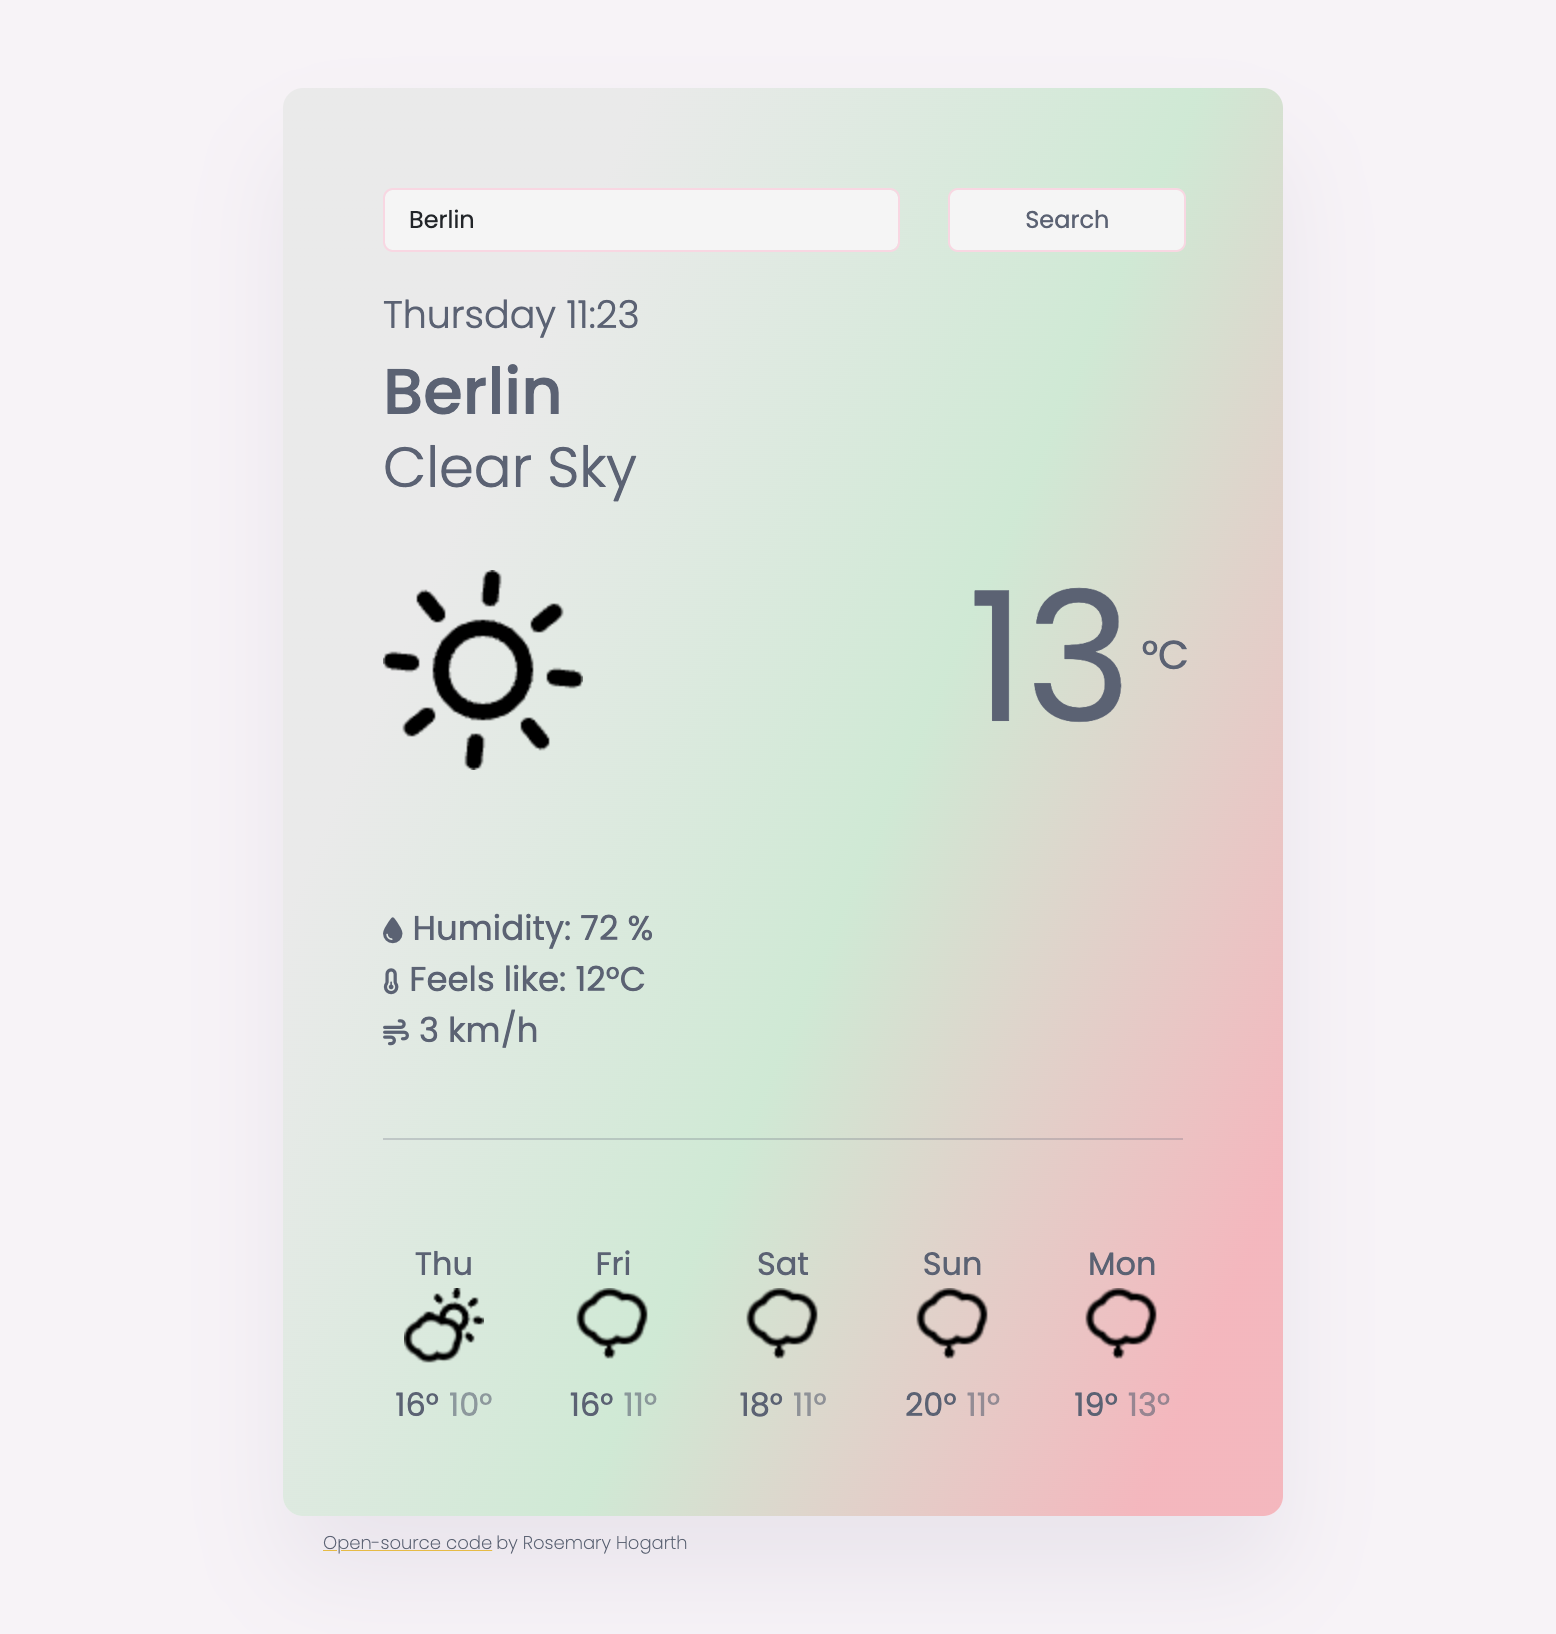 Berlin Search
Thursday 11:23
Berlin
Clear Sky
13 °C
Humidity: 72 %
Feels like: 12°C
3 km/h
Thu Fri Sat Sun Mon
16° 10° 16° 11° 18° 11° 20° 11° 19° 13°
Open-source code by Rosemary Hogarth